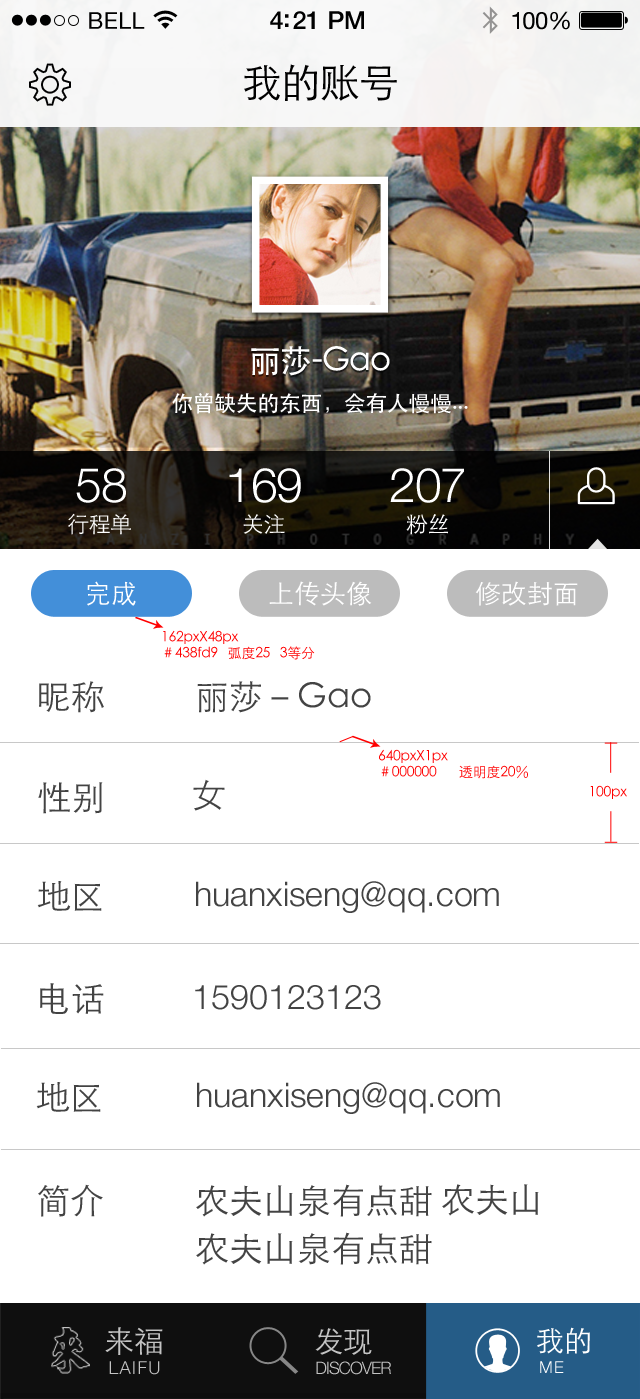 BELL 4:21 PM 100%
我的账号
丽莎-Gao
你曾缺失的东西，会有人慢慢...
58 169 207
行程单 关注 粉丝
PHOTOGRAPHY
完成 上传头像 修改封面
162pxX48px
# 438fd9 弧度25 3等分
昵称 丽莎 – Gao
640pxX1px
# 000000 透明度20%
性别 女
100px
地区 huanxiseng@qq.com
电话 1590123123
地区 huanxiseng@qq.com
简介 农夫山泉有点甜 农夫山
农夫山泉有点甜
来福 发现 我的
LAIFU DISCOVER ME